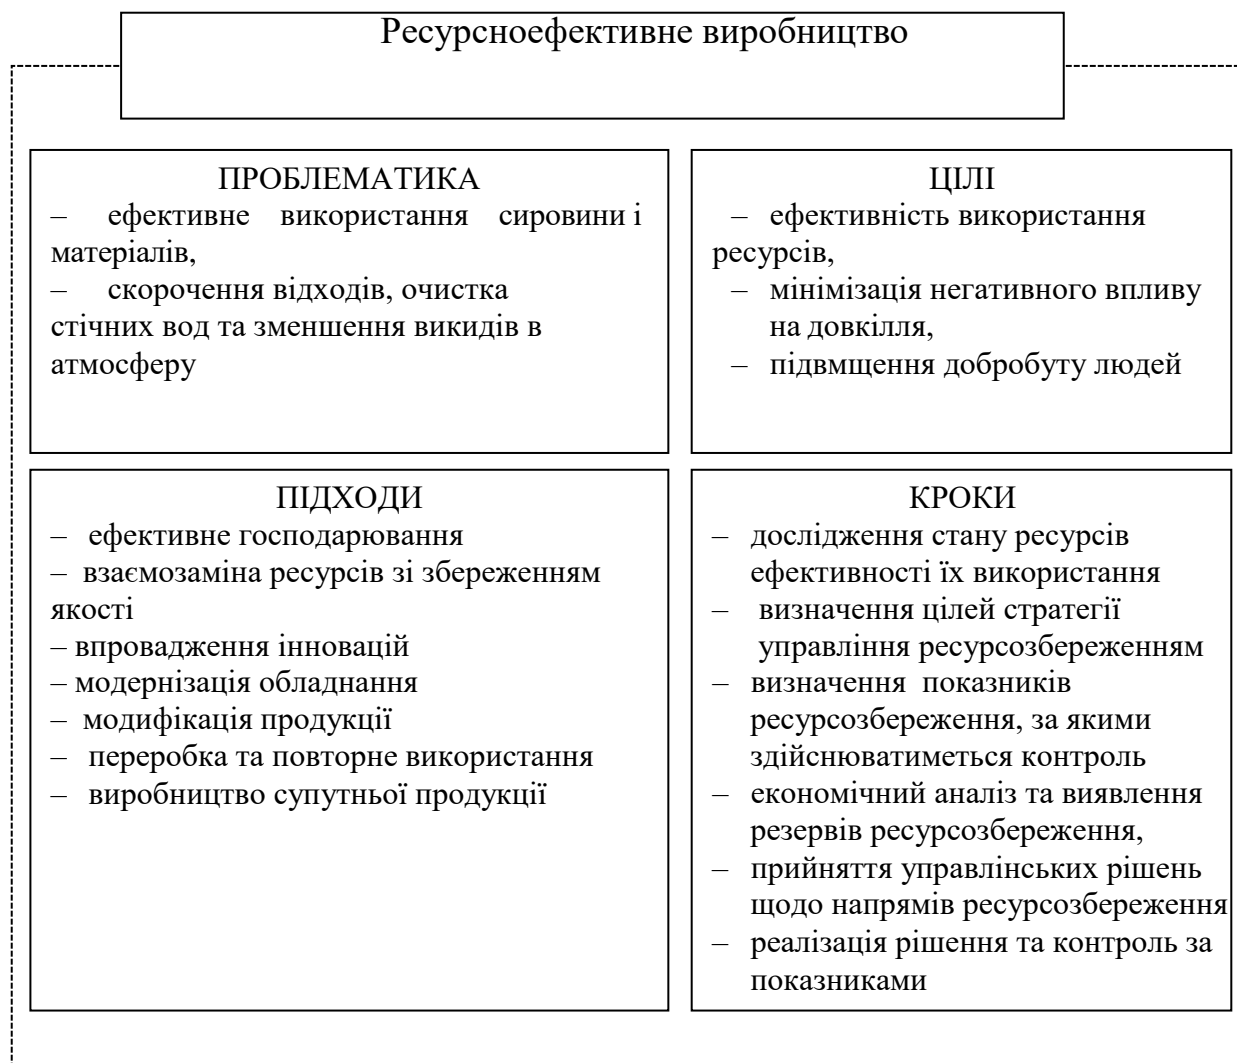 Ресурсноефективне виробництво
ПРОБЛЕМАТИКА
– ефективне використання сировини і
матеріалів,
– скорочення відходів, очистка
стічних вод та зменшення викидів в
атмосферу
ЦІЛІ
– ефективність використання
ресурсів,
– мінімізація негативного впливу
на довкілля,
– підвмщення добробуту людей
ПІДХОДИ
– ефективне господарювання
– взаємозаміна ресурсів зі збереженням
якості
– впровадження інновацій
– модернізація обладнання
– модифікація продукції
– переробка та повторне використання
– виробництво супутньої продукції
КРОКИ
– дослідження стану ресурсів
ефективності їх використання
– визначення цілей стратегії
управління ресурсозбереженням
– визначення показників
ресурсозбереження, за якими
здійснюватиметься контроль
– економічний аналіз та виявлення
резервів ресурсозбереження,
– прийняття управлінських рішень
щодо напрямів ресурсозбереження
– реалізація рішення та контроль за
показниками